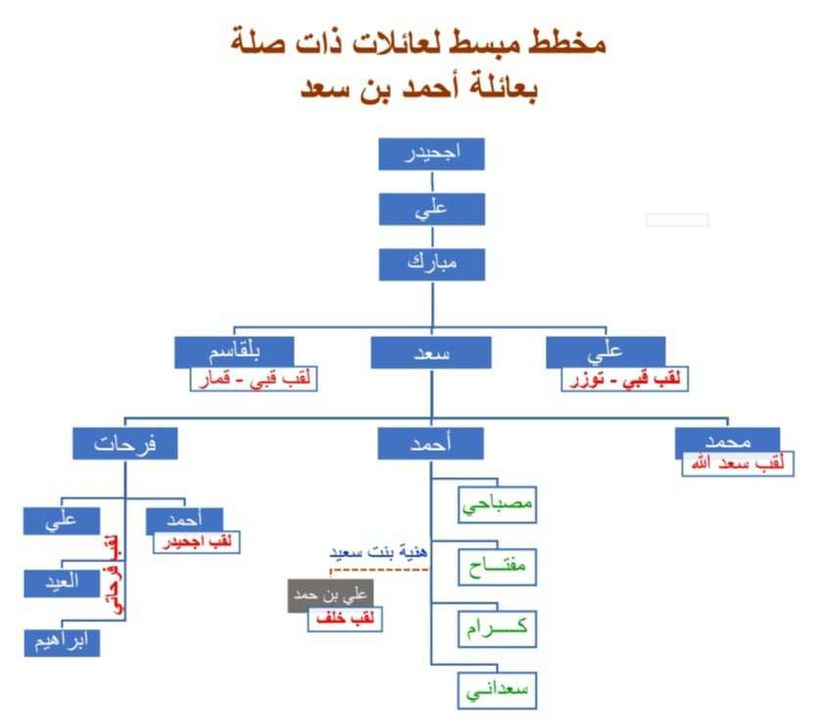 مخطط مبسط لعائلات ذات صلة
بعائلة أحمد بن سعد
اجحيدر
علي
مبارك
علي
لقب قبي - توزر
سعد
بلقاسم
لقب قبي - قمار
محمد
لقب سعد الله
أحمد
فرحات
مصباحي
مفتـــاح
كـــــرام
سعدانـي
هنية بنت سعيد
علي بن حمد
لقب خلف
أحمد
لقب اجحيدر
علي
العيد
ابراهيم
لقب فرحاتي